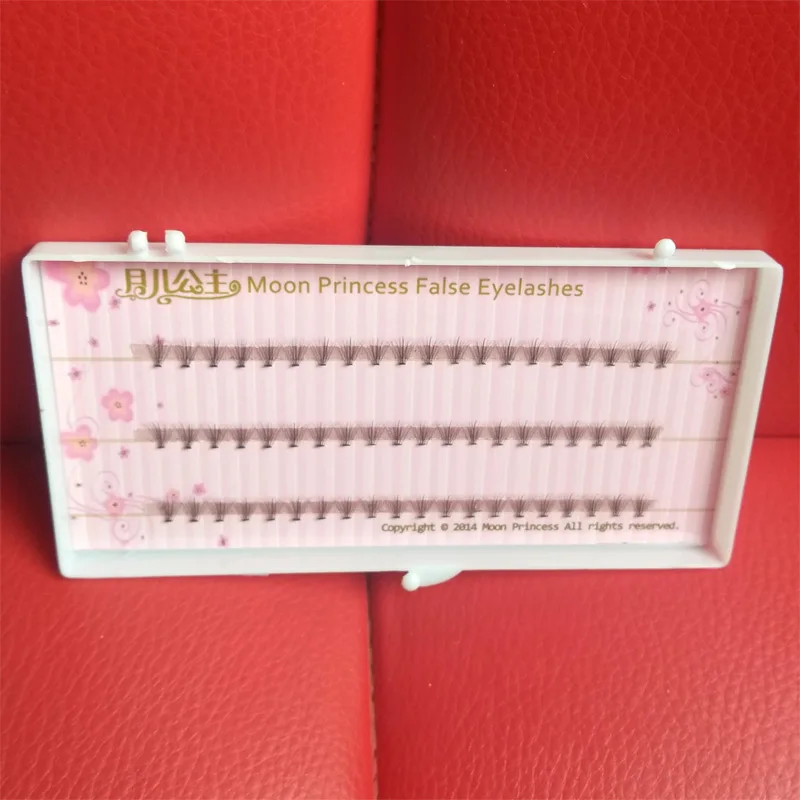 月儿公主 Moon Princess False Eyelashes
Copyright © 2014 Moon Princess All rights reserved.